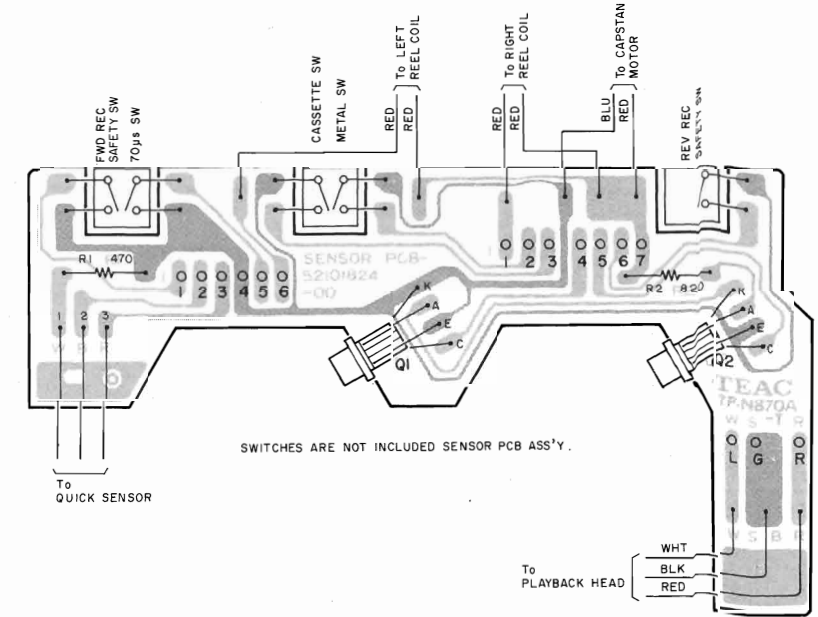 To LEFT
REEL COIL
RED
RED
To RIGHT
REEL COIL
RED
RED
To CAPSTAN
MOTOR
BLU
RED
FWD REC
SAFETY SW
70µs SW
CASSETTE SW
METAL SW
REV REC
SAFETY SW
R1 470
1 2 3 4 5 6
SENSOR PCB-
52101824
-00
1 2 3 4 5 6 7
R2 820
K
A
E
C
Q1
K
A
E
C
Q2
1 2 3
W B R
TEAC
TP-N870A
W S -T R
L G R
W S B R
SWITCHES ARE NOT INCLUDED SENSOR PCB ASS'Y.
To
QUICK SENSOR
To
PLAYBACK HEAD
WHT
BLK
RED